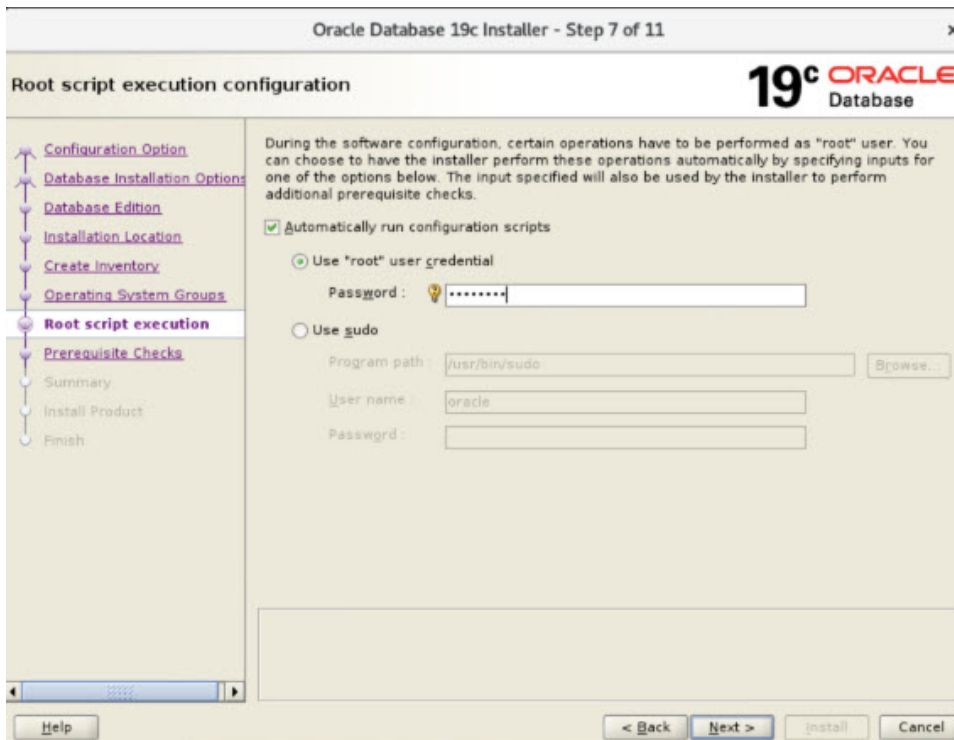 Oracle Database 19c Installer - Step 7 of 11
Root script execution configuration
19c ORACLE
Database
Configuration Option
Database Installation Options
Database Edition
Installation Location
Create Inventory
Operating System Groups
Root script execution
Prerequisite Checks
Summary
Install Product
Finish
During the software configuration, certain operations have to be performed as "root" user. You
can choose to have the installer perform these operations automatically by specifying inputs for
one of the options below. The input specified will also be used by the installer to perform
additional prerequisite checks.
Automatically run configuration scripts
Use "root" user credential
Password : ••••••••
Use sudo
Program path : /usr/bin/sudo Browse...
User name : oracle
Password :
Help < Back Next > Install Cancel